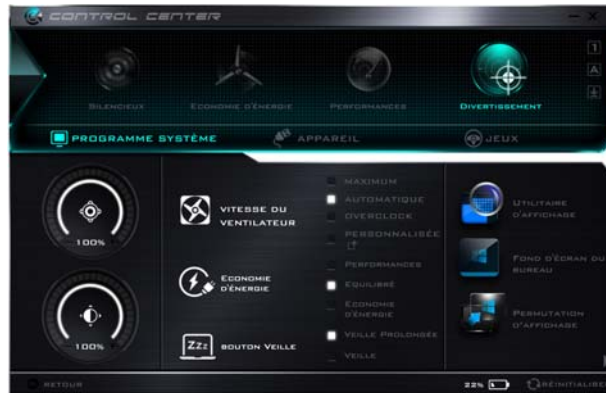 CONTROL CENTER
SILENCIEUX
ECONOMIE D'ÉNERGIE
PERFORMANCES
DIVERTISSEMENT
1
A
PROGRAMME SYSTÈME
APPAREIL
JEUX
100%
100%
VITESSE DU
VENTILATEUR
MAXIMUM
AUTOMATIQUE
OVERCLOCK
PERSONNALISÉE
ECONOMIE
D'ÉNERGIE
PERFORMANCES
EQUILIBRÉ
ECONOMIE
D'ÉNERGIE
ZZZ
BOUTON VEILLE
VEILLE PROLONGÉE
VEILLE
UTILITAIRE
D'AFFICHAGE
FOND D'ÉCRAN DU
BUREAU
PERMUTATION
D'AFFICHAGE
RETOUR
22%
RÉINITIALISER